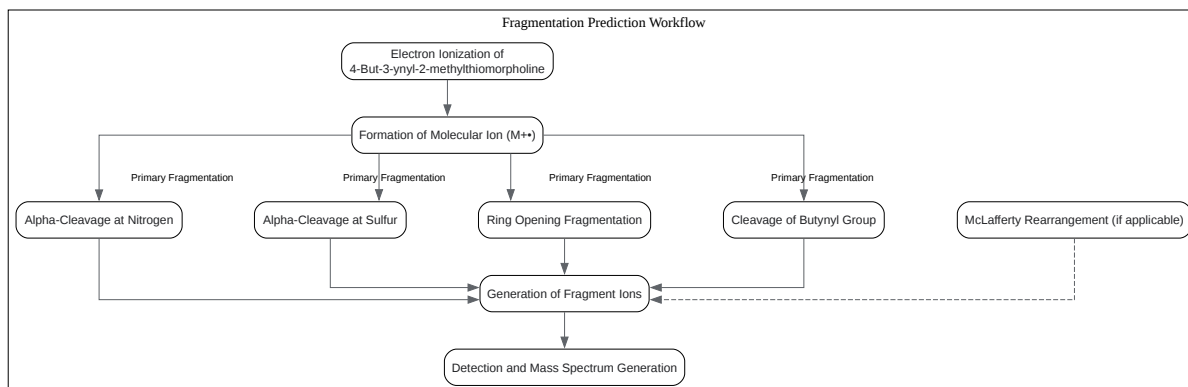 Fragmentation Prediction Workflow
Electron Ionization of
4-But-3-ynyl-2-methylthiomorpholine
Formation of Molecular Ion (M+•)
Primary Fragmentation
Primary Fragmentation
Primary Fragmentation
Primary Fragmentation
Alpha-Cleavage at Nitrogen
Alpha-Cleavage at Sulfur
Ring Opening Fragmentation
Cleavage of Butynyl Group
McLafferty Rearrangement (if applicable)
Generation of Fragment Ions
Detection and Mass Spectrum Generation